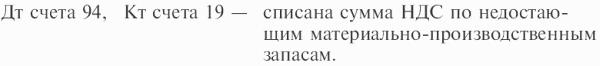 Дт счета 94, Кт счета 19 — списана сумма НДС по недостаю-
щим материально-производственным
запасам.